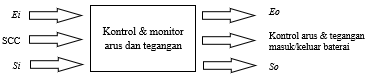 Ei
SCC
Si
Kontrol & monitor
arus dan tegangan
Eo
Kontrol arus & tegangan
masuk/keluar baterai
So